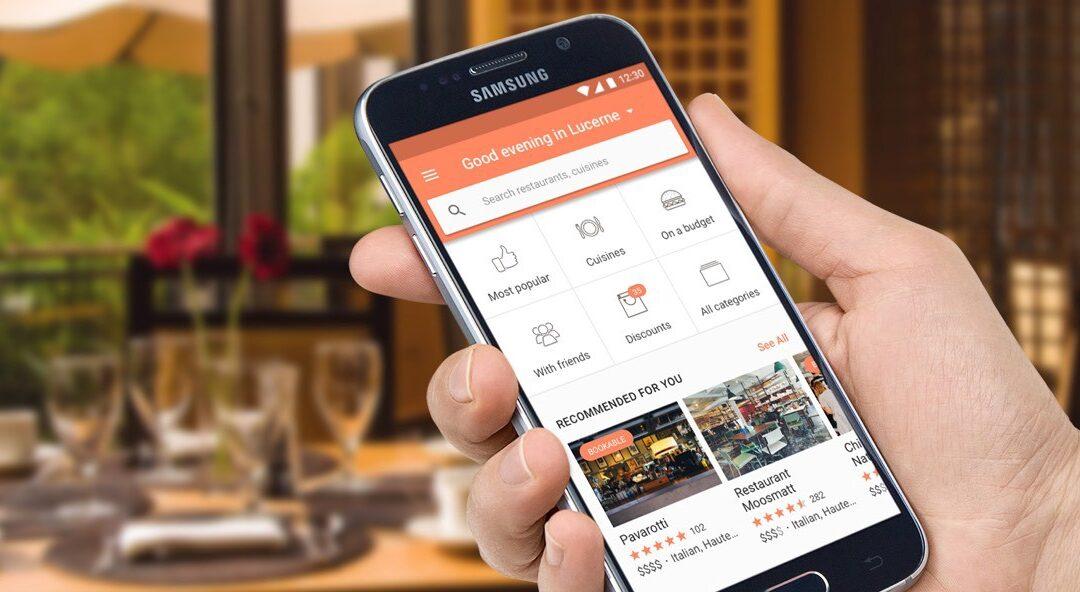 SAMSUNG
12:30
Good evening in Lucerne
Search restaurants, cuisines
Most popular
Cuisines
On a budget
With friends
35
Discounts
All categories
RECOMMENDED FOR YOU
See All
BOOKABLE
Pavarotti
102
$$$$ · Italian, Haute...
Restaurant
Moosmatt
282
$$$$ · Italian, Haute...
Chi
Na
$$$